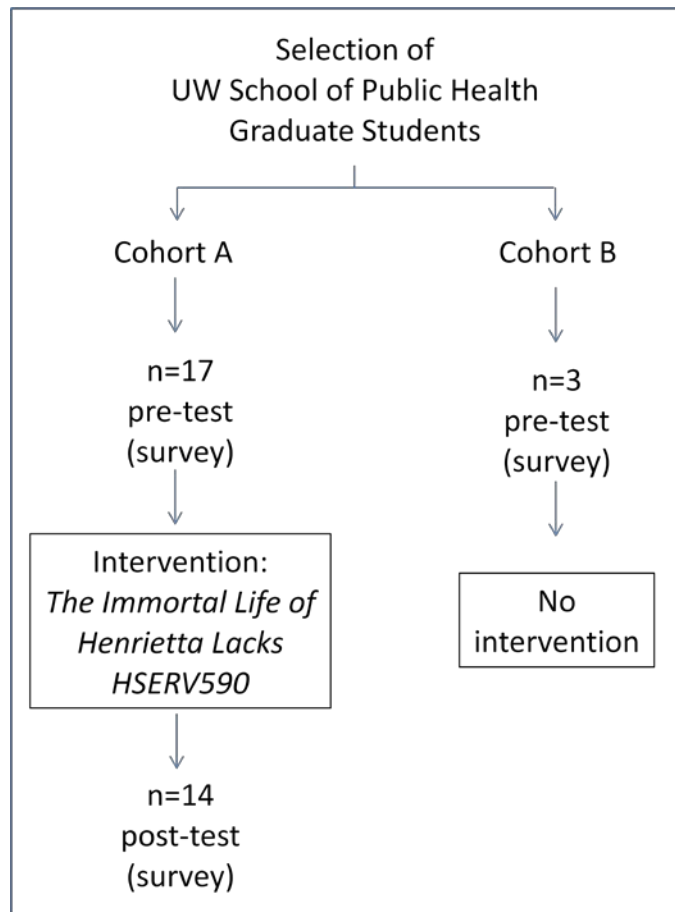 Selection of
UW School of Public Health
Graduate Students
Cohort A
Cohort B
n=17
pre-test
(survey)
n=3
pre-test
(survey)
Intervention:
The Immortal Life of
Henrietta Lacks
HSERV590
No
intervention
n=14
post-test
(survey)